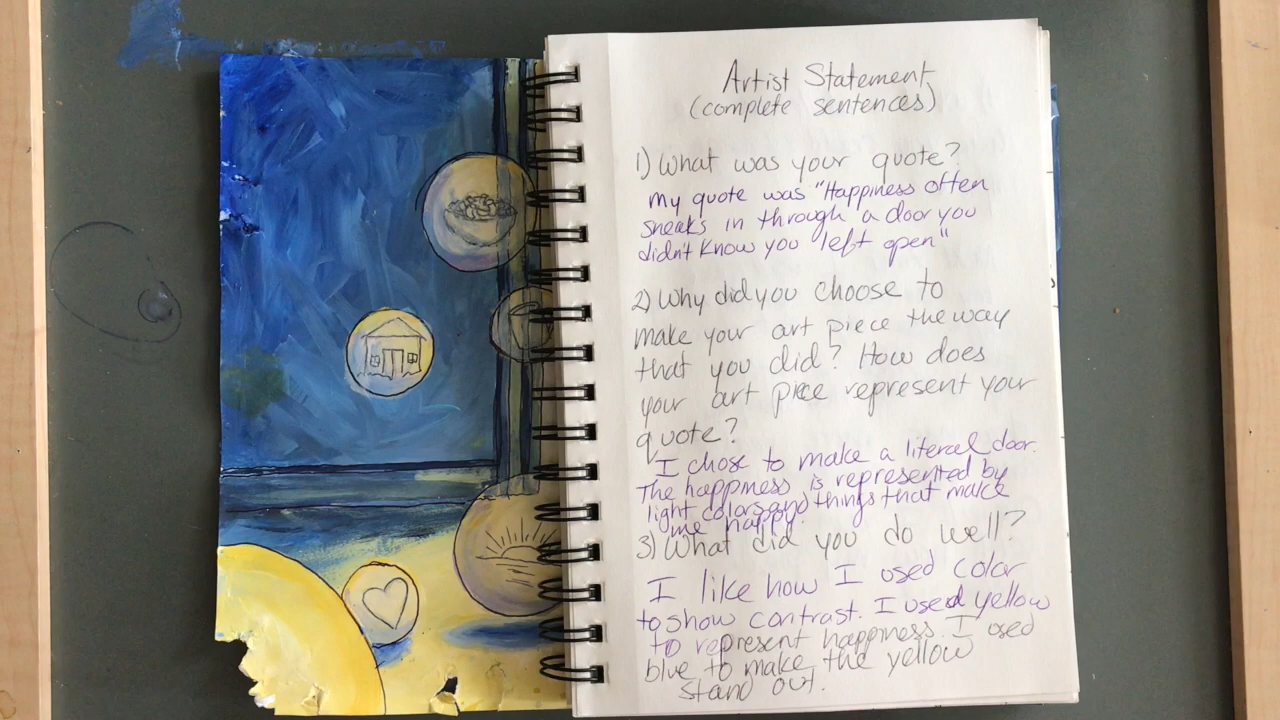 Artist Statement
(complete sentences)
1) What was your quote?
My quote was "Happiness often
sneaks in through a door you
didn't know you left open"
2) Why did you choose to
make your art piece the way
that you did? How does
your art piece represent your
quote?
I chose to make a literal door.
The happiness is represented by
light colors and things that make
me happy.
3) What did you do well?
I like how I used color
to show contrast. I used yellow
to represent happiness. I used
blue to make the yellow
stand out.